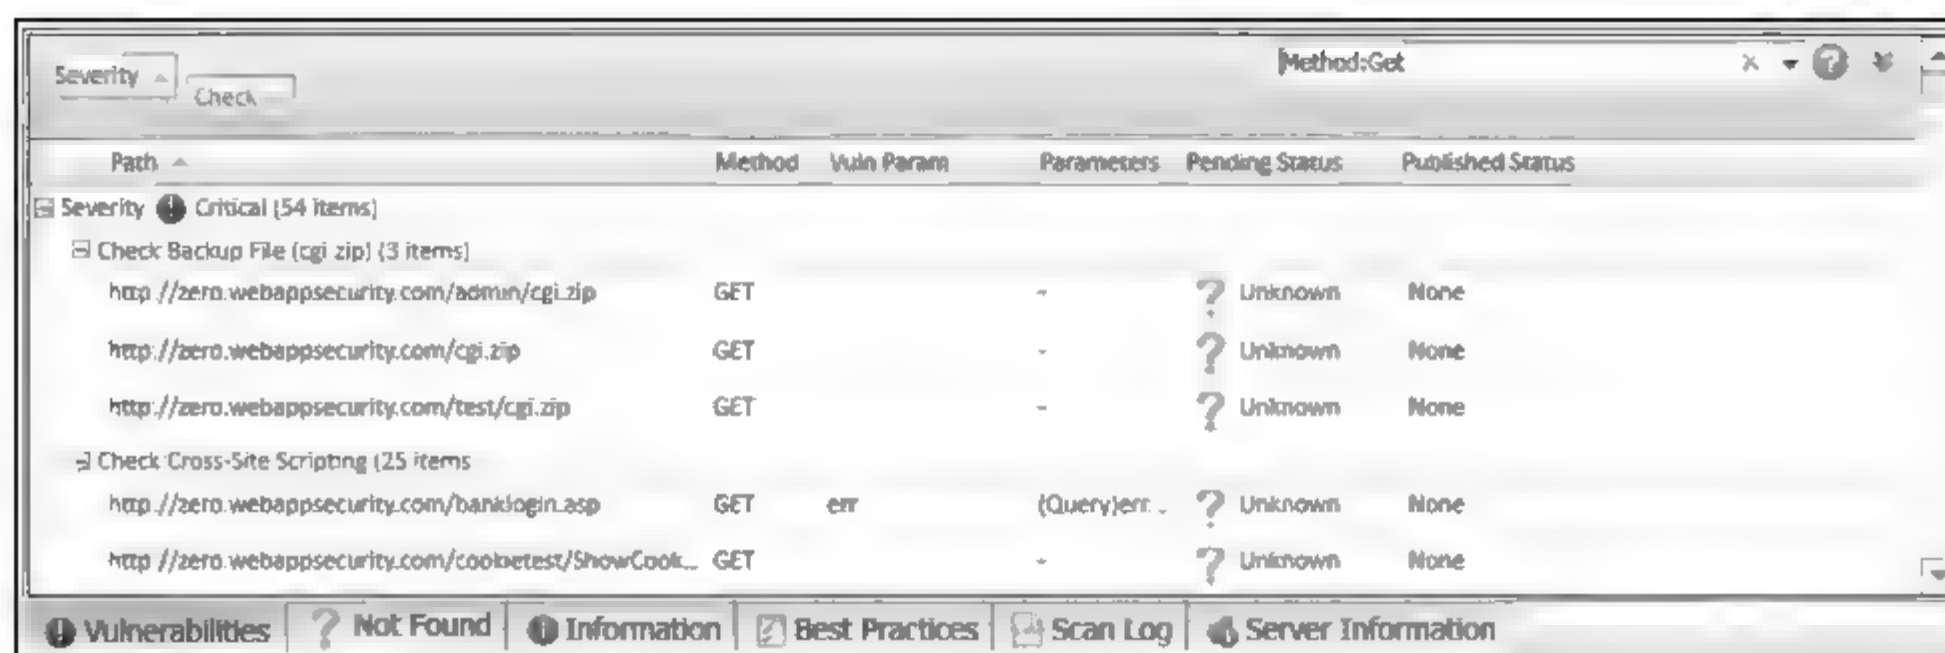 Severity Method:Get
Check
Path Method Vuln Param Parameters Pending Status Published Status
Severity Critical (54 items)
Check Backup File (cgi zip) (3 items)
http://zero.webappsecurity.com/admin/cgi.zip GET - Unknown None
http://zero.webappsecurity.com/cgi.zip GET - Unknown None
http://zero.webappsecurity.com/test/cgi.zip GET - Unknown None
Check Cross-Site Scripting (25 items
http://zero.webappsecurity.com/banklogin.asp GET err (Query)err... Unknown None
http://zero.webappsecurity.com/cookietest/ShowCook... GET - Unknown None
Vulnerabilities Not Found Information Best Practices Scan Log Server Information